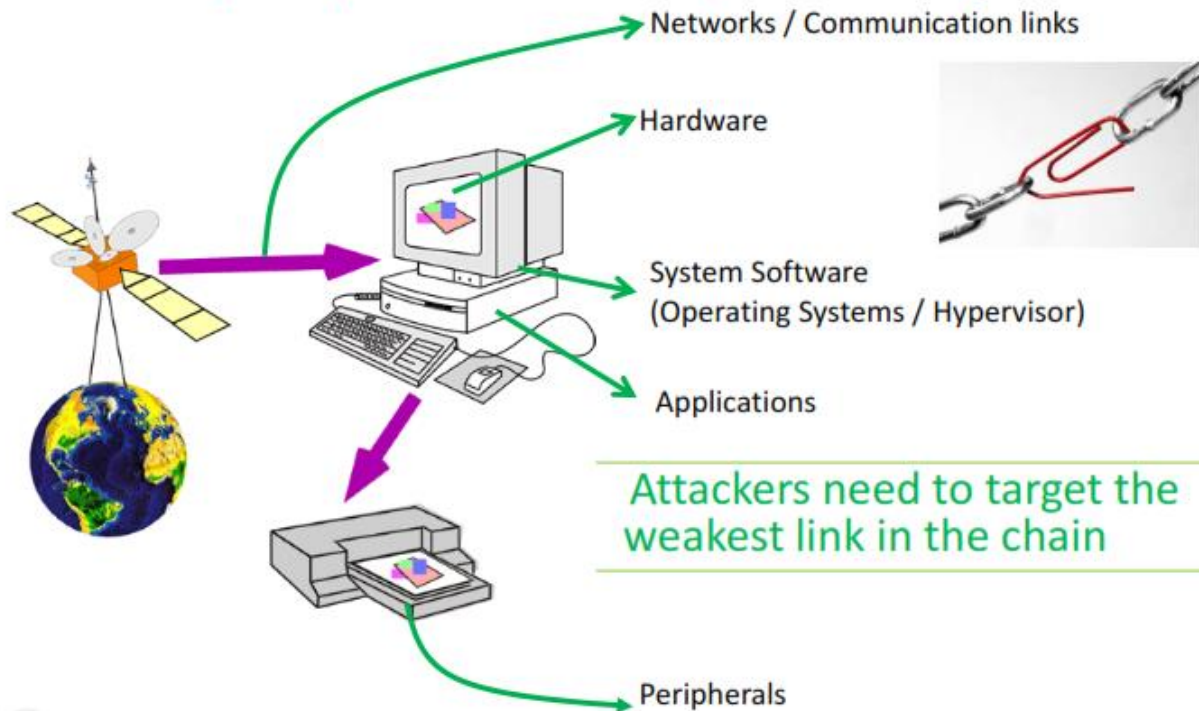 Networks / Communication links
Hardware
System Software
(Operating Systems / Hypervisor)
Applications
Attackers need to target the
weakest link in the chain
Peripherals